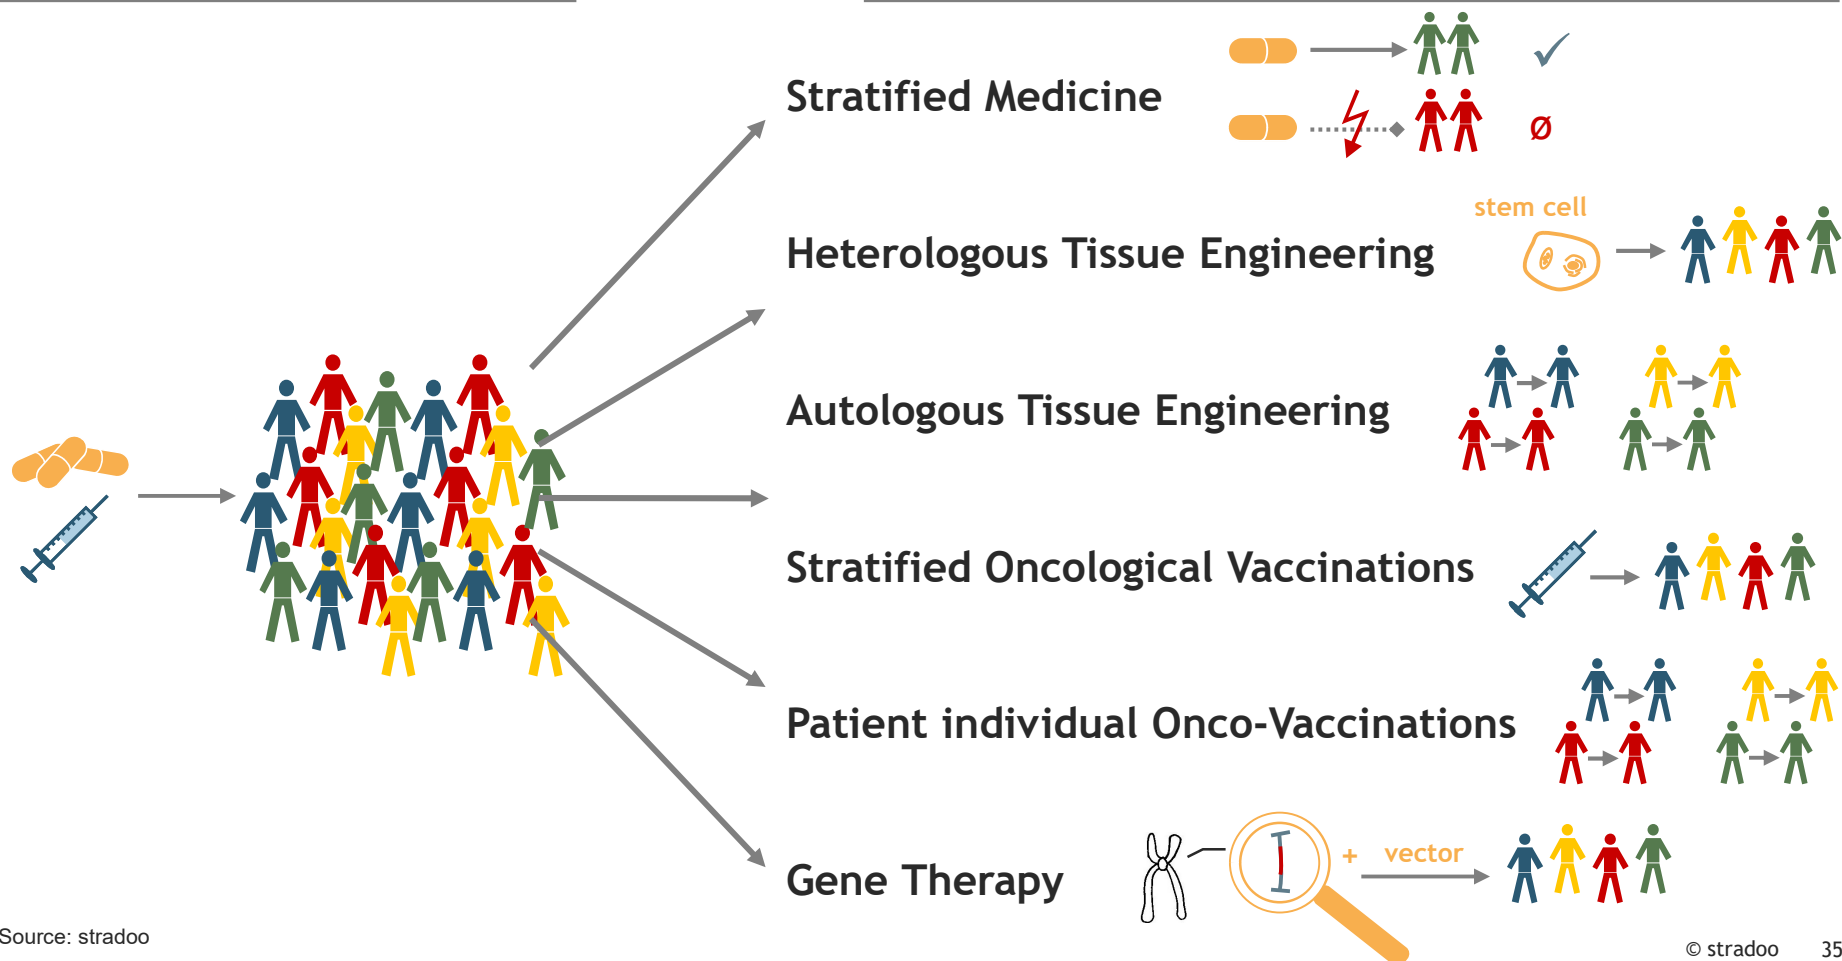 Stratified Medicine
Ø
stem cell
Heterologous Tissue Engineering
Autologous Tissue Engineering
Stratified Oncological Vaccinations
Patient individual Onco-Vaccinations
+ vector
Gene Therapy
Source: stradoo
© stradoo 35